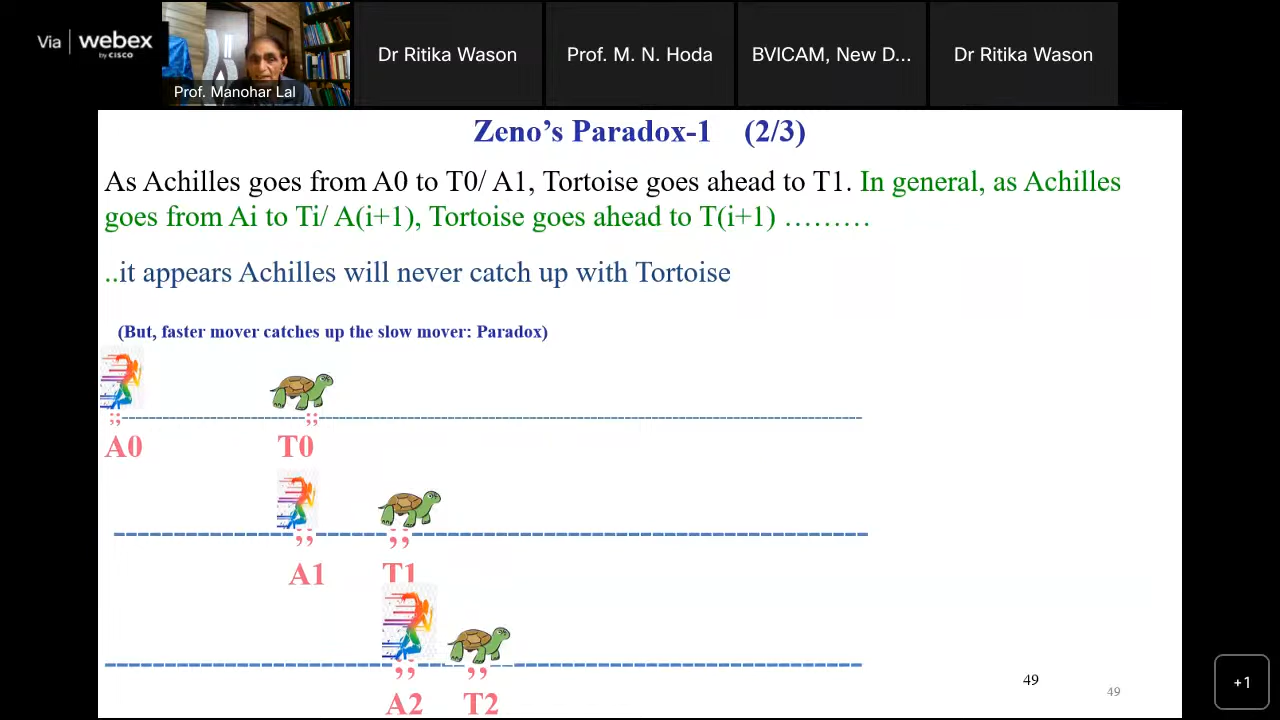 Via | webex
by CISCO
Prof. Manohar Lal
Dr Ritika Wason
Prof. M. N. Hoda
BVICAM, New D...
Dr Ritika Wason
Zeno's Paradox-1 (2/3)
As Achilles goes from A0 to T0/ A1, Tortoise goes ahead to T1. In general, as Achilles
goes from Ai to Ti/ A(i+1), Tortoise goes ahead to T(i+1) ………
..it appears Achilles will never catch up with Tortoise
(But, faster mover catches up the slow mover: Paradox)
A0 T0
A1 T1
A2 T2
49
49
+1